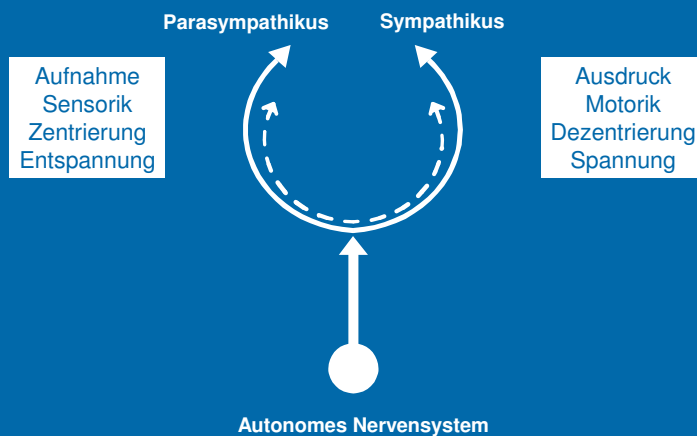 Parasympathikus
Sympathikus
Aufnahme
Sensorik
Zentrierung
Entspannung
Ausdruck
Motorik
Dezentrierung
Spannung
Autonomes Nervensystem